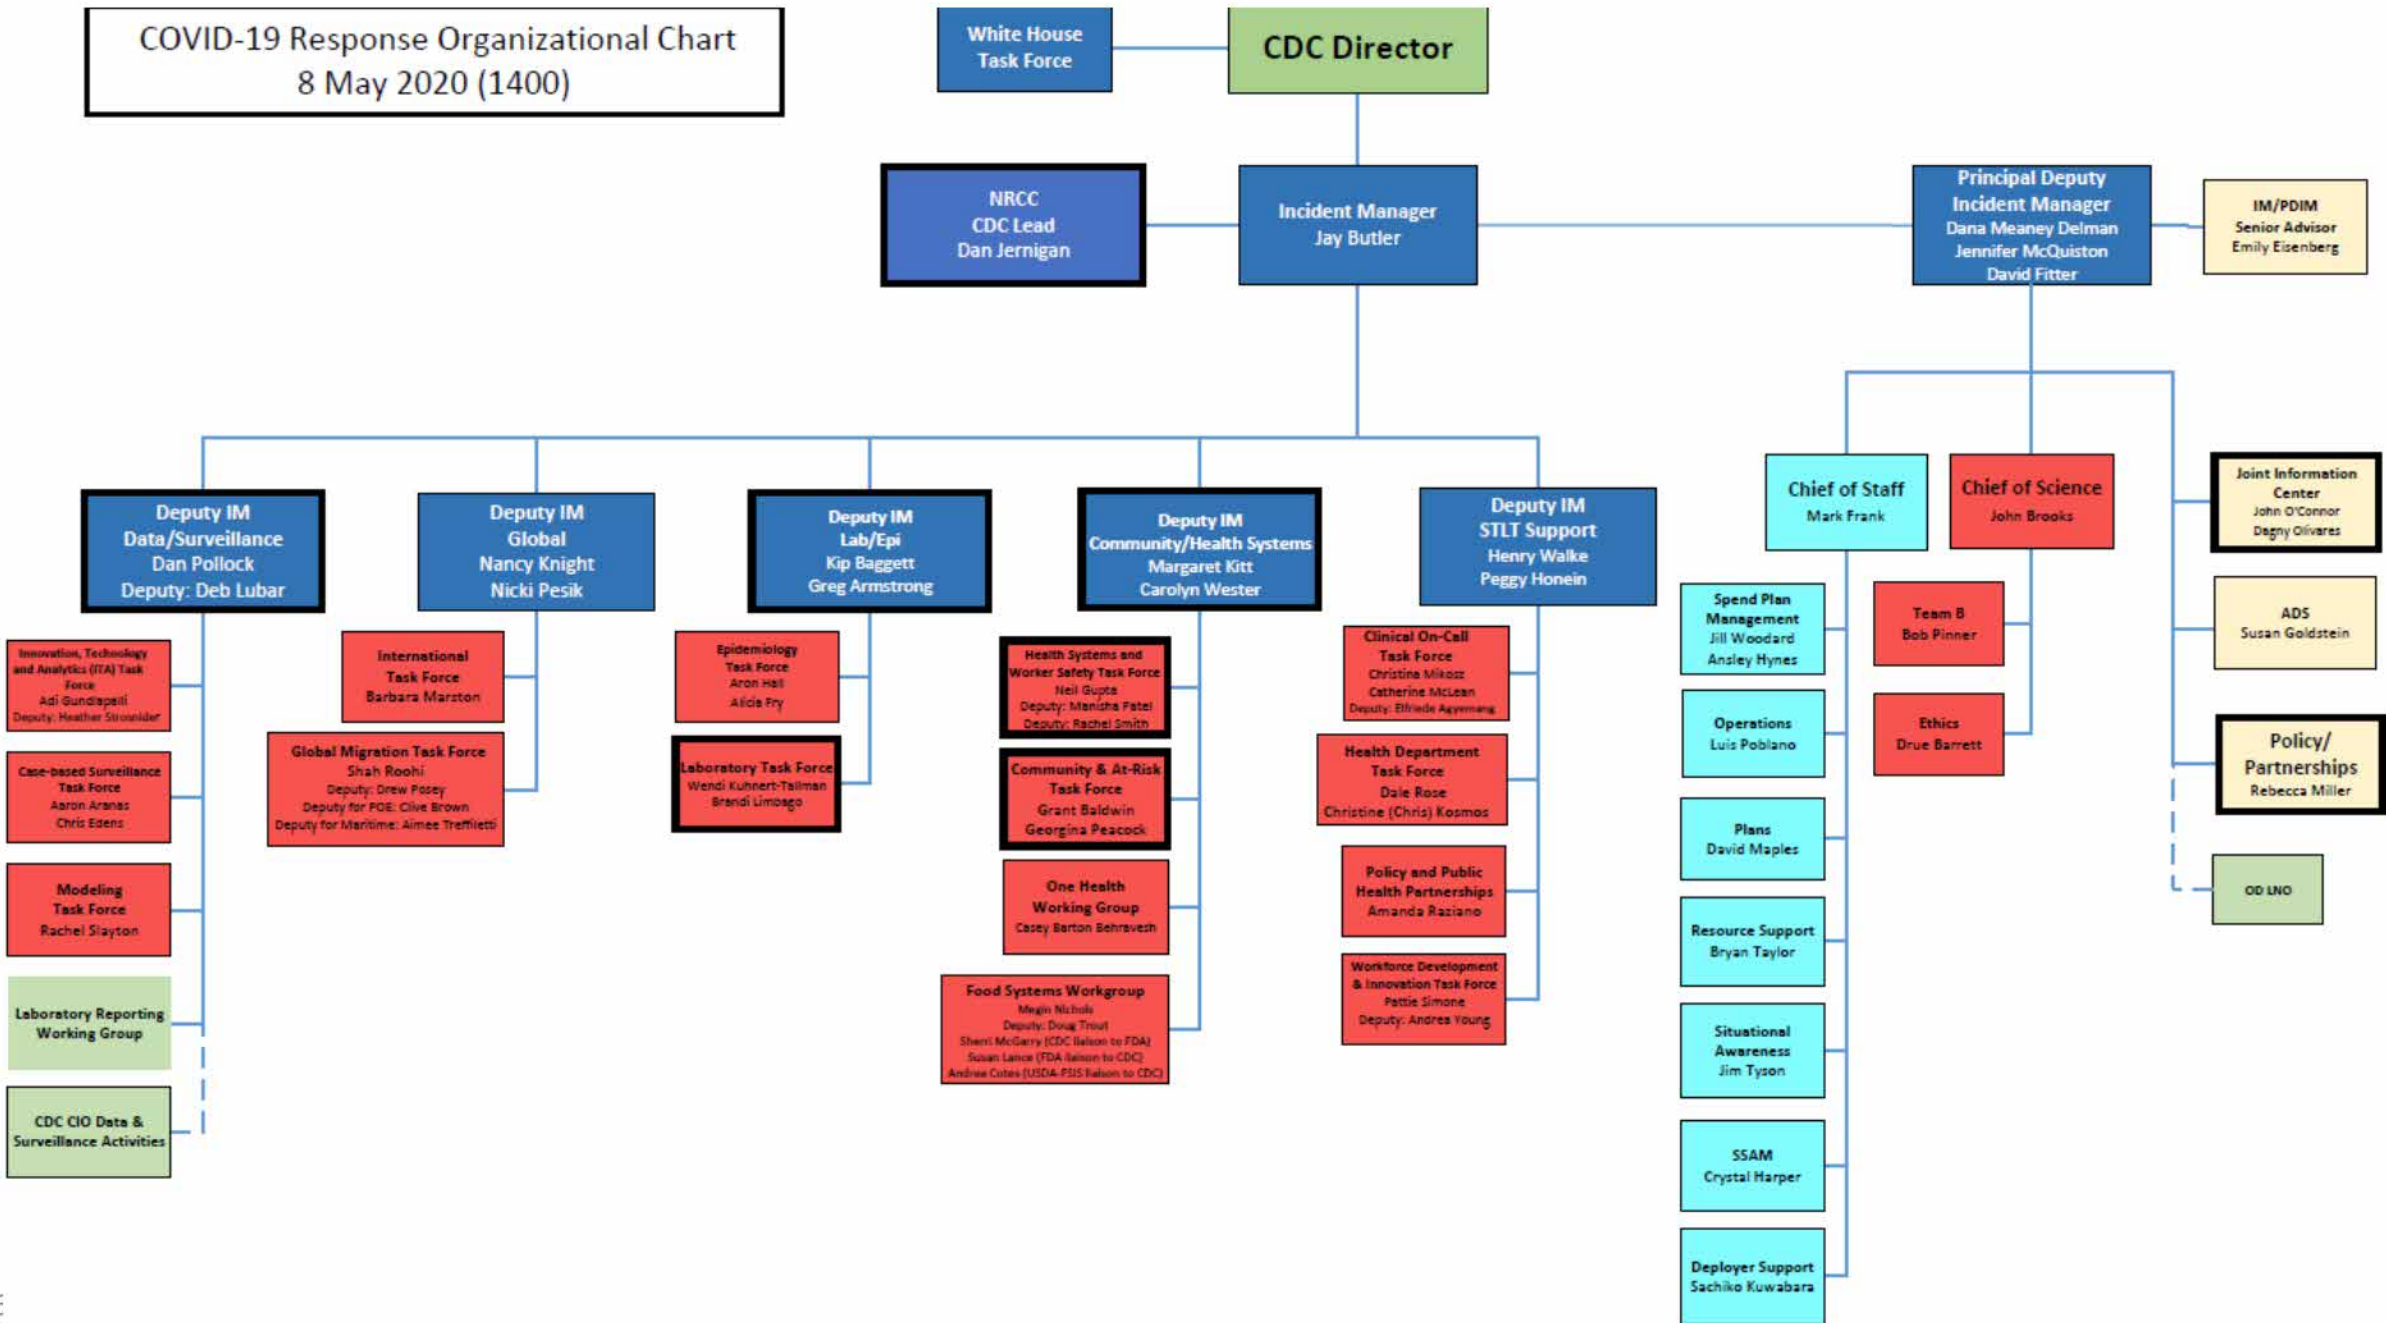 COVID-19 Response Organizational Chart
8 May 2020 (1400)
White House
Task Force
CDC Director
NRCC
CDC Lead
Dan Jernigan
Incident Manager
Jay Butler
Principal Deputy
Incident Manager
Dana Meaney Delman
Jennifer McQuiston
David Fitter
IM/PDIM
Senior Advisor
Emily Eisenberg
Deputy IM
Data/Surveillance
Dan Pollock
Deputy: Deb Lubar
Innovation, Technology
and Analytics (ITA) Task
Force
Adi Gundlapalli
Deputy: Heather Strosnider
Case-based Surveillance
Task Force
Aaron Aranas
Chris Edens
Modeling
Task Force
Rachel Slayton
Laboratory Reporting
Working Group
CDC CIO Data &
Surveillance Activities
Deputy IM
Global
Nancy Knight
Nicki Pesik
International
Task Force
Barbara Marston
Global Migration Task Force
Shah Roohi
Deputy: Drew Posey
Deputy for POE: Clive Brown
Deputy for Maritime: Aimee Treffiletti
Deputy IM
Lab/Epi
Kip Baggett
Greg Armstrong
Epidemiology
Task Force
Aron Hall
Alicia Fry
Laboratory Task Force
Wendi Kuhnert-Tallman
Brandi Limbago
Deputy IM
Community/Health Systems
Margaret Kitt
Carolyn Wester
Health Systems and
Worker Safety Task Force
Neil Gupta
Deputy: Manisha Patel
Deputy: Rachel Smith
Community & At-Risk
Task Force
Grant Baldwin
Georgina Peacock
One Health
Working Group
Casey Barton Behravesh
Food Systems Workgroup
Megin Nichols
Deputy: Doug Trout
Sherri McGarry (CDC liaison to FDA)
Susan Lance (FDA liaison to CDC)
Andrea Cotes (USDA-FSIS liaison to CDC)
Deputy IM
STLT Support
Henry Walke
Peggy Honein
Clinical On-Call
Task Force
Christina Mikosz
Catherine McLean
Deputy: Elfriede Agyemang
Health Department
Task Force
Dale Rose
Christine (Chris) Kosmos
Policy and Public
Health Partnerships
Amanda Raziano
Workforce Development
& Innovation Task Force
Pattie Simone
Deputy: Andrea Young
Chief of Staff
Mark Frank
Spend Plan
Management
Jill Woodard
Ansley Hynes
Operations
Luis Poblano
Plans
David Maples
Resource Support
Bryan Taylor
Situational
Awareness
Jim Tyson
SSAM
Crystal Harper
Deployer Support
Sachiko Kuwabara
Chief of Science
John Brooks
Team B
Bob Pinner
Ethics
Drue Barrett
Joint Information
Center
John O'Connor
Dagny Olivares
ADS
Susan Goldstein
Policy/
Partnerships
Rebecca Miller
OD LNO